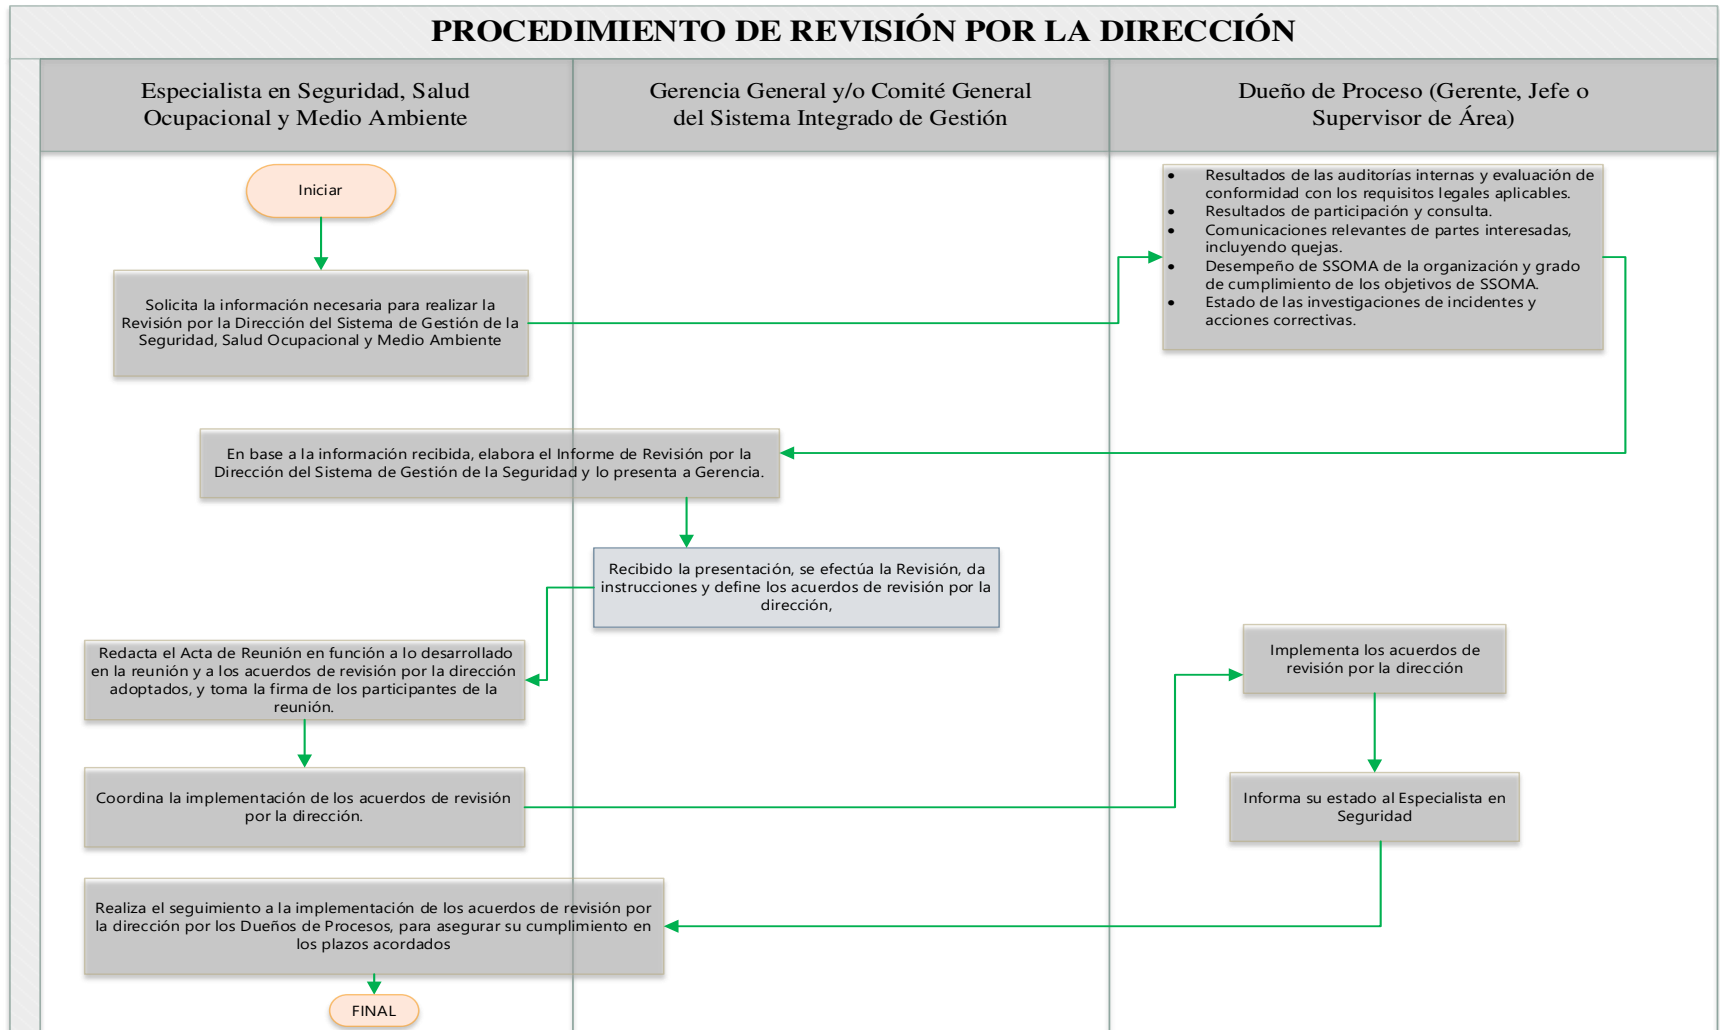 PROCEDIMIENTO DE REVISIÓN POR LA DIRECCIÓN
Especialista en Seguridad, Salud
Ocupacional y Medio Ambiente
Gerencia General y/o Comité General
del Sistema Integrado de Gestión
Dueño de Proceso (Gerente, Jefe o
Supervisor de Área)
Iniciar
Solicita la información necesaria para realizar la
Revisión por la Dirección del Sistema de Gestión de la
Seguridad, Salud Ocupacional y Medio Ambiente
• Resultados de las auditorías internas y evaluación de
conformidad con los requisitos legales aplicables.
• Resultados de participación y consulta.
• Comunicaciones relevantes de partes interesadas,
incluyendo quejas.
• Desempeño de SSOMA de la organización y grado
de cumplimiento de los objetivos de SSOMA.
• Estado de las investigaciones de incidentes y
acciones correctivas.
En base a la información recibida, elabora el Informe de Revisión por la
Dirección del Sistema de Gestión de la Seguridad y lo presenta a Gerencia.
Recibido la presentación, se efectúa la Revisión, da
instrucciones y define los acuerdos de revisión por la
dirección,
Redacta el Acta de Reunión en función a lo desarrollado
en la reunión y a los acuerdos de revisión por la dirección
adoptados, y toma la firma de los participantes de la
reunión.
Coordina la implementación de los acuerdos de revisión
por la dirección.
Implementa los acuerdos de
revisión por la dirección
Informa su estado al Especialista en
Seguridad
Realiza el seguimiento a la implementación de los acuerdos de revisión por
la dirección por los Dueños de Procesos, para asegurar su cumplimiento en
los plazos acordados
FINAL